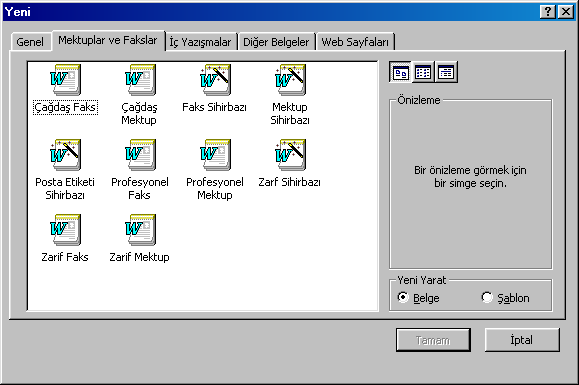 Yeni
Genel Mektuplar ve Fakslar İç Yazışmalar Diğer Belgeler Web Sayfaları
Çağdaş Faks
Çağdaş
Mektup
Faks Sihirbazı
Mektup
Sihirbazı
Posta Etiketi
Sihirbazı
Profesyonel
Faks
Profesyonel
Mektup
Zarf Sihirbazı
Zarif Faks
Zarif Mektup
Önizleme
Bir önizleme görmek için
bir simge seçin.
Yeni Yarat
Belge Şablon
Tamam İptal